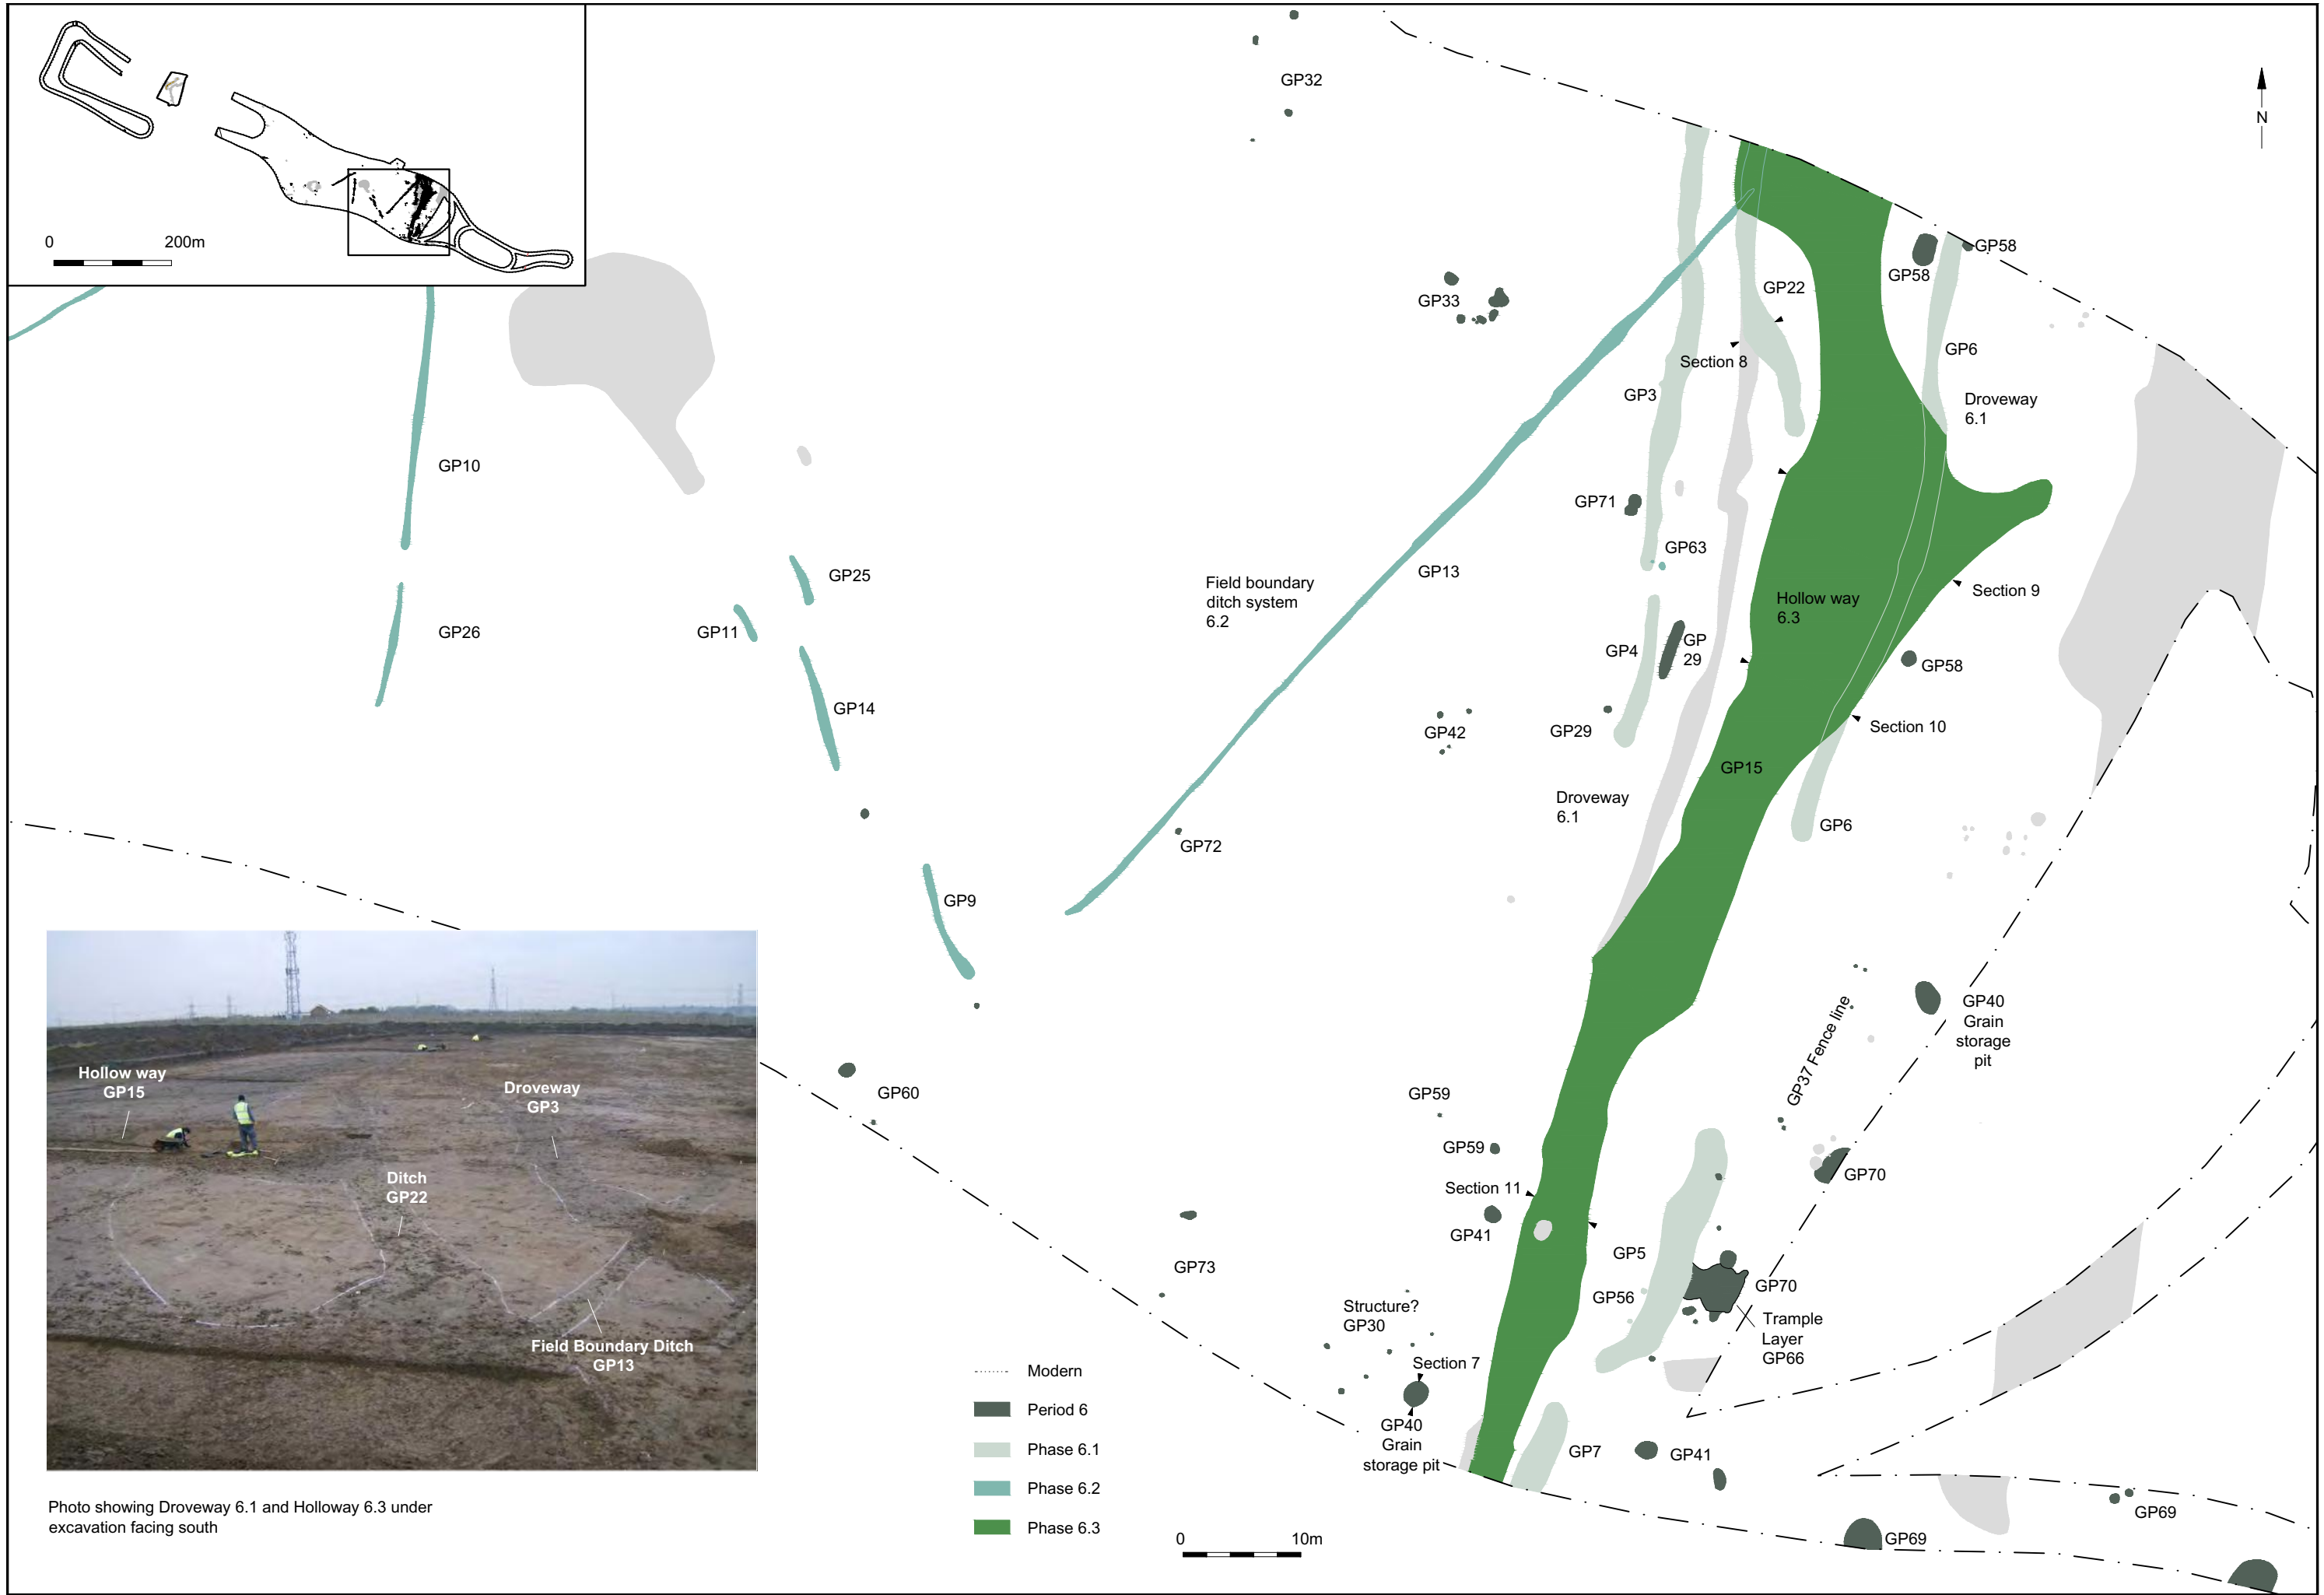 0
200m
N
GP32
GP33
GP58
GP58
GP22
GP6
Section 8
GP3
Droveway
6.1
GP10
GP71
GP63
GP25
GP13
Field boundary
ditch system
6.2
Hollow way
6.3
Section 9
GP26
GP11
GP4
GP
29
GP58
GP14
GP42
GP29
Section 10
GP15
Droveway
6.1
GP6
GP72
GP9
GP37 Fence line
GP40
Grain
storage
pit
GP60
GP59
GP59
GP70
Section 11
GP41
GP5
GP73
GP56
GP70
Structure?
GP30
Trample
Layer
GP66
Section 7
GP40
Grain
storage pit
GP7
GP41
GP69
GP69
Hollow way
GP15
Droveway
GP3
Ditch
GP22
Field Boundary Ditch
GP13
Photo showing Droveway 6.1 and Holloway 6.3 under
excavation facing south
Modern
Period 6
Phase 6.1
Phase 6.2
Phase 6.3
0
10m